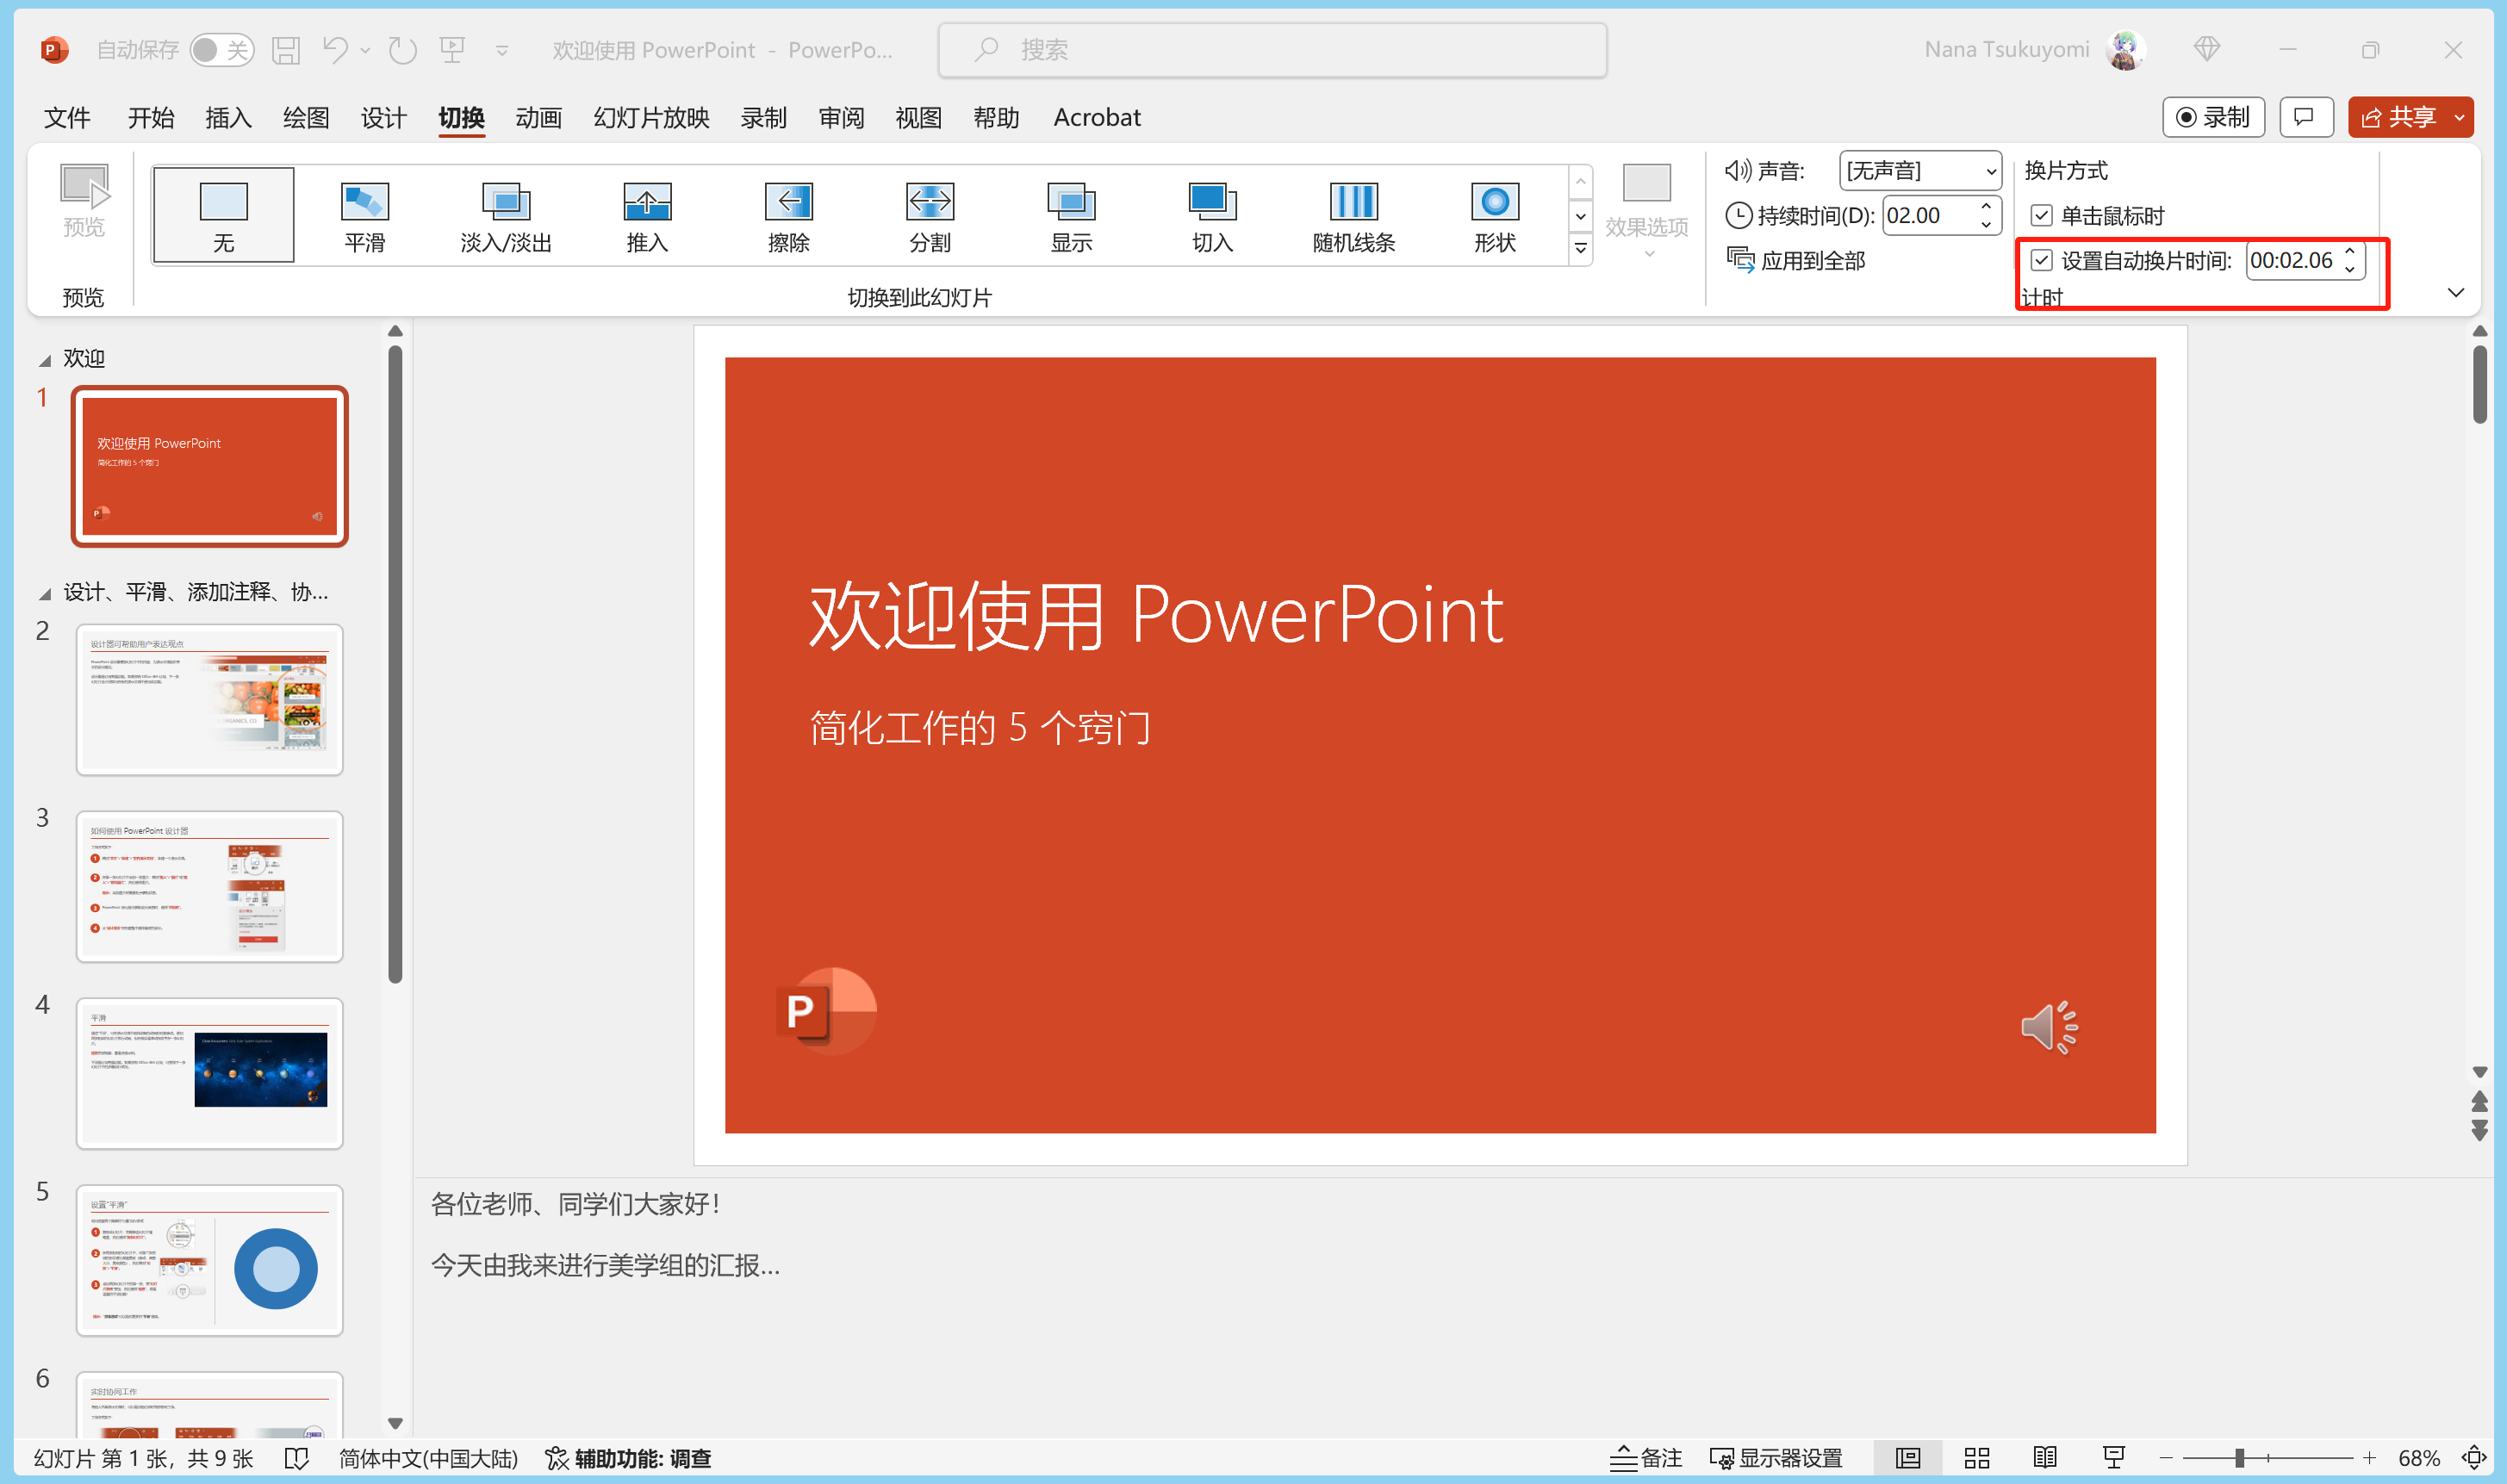 自动保存 关 欢迎使用 PowerPoint - PowerPo... 搜索 Nana Tsukuyomi
文件 开始 插入 绘图 设计 切换 动画 幻灯片放映 录制 审阅 视图 帮助 Acrobat 录制 共享
预览
无 平滑 淡入/淡出 推入 擦除 分割 显示 切入 随机线条 形状
效果选项
声音: [无声音]
持续时间(D): 02.00
应用到全部
换片方式
单击鼠标时
设置自动换片时间: 00:02.06
预览 切换到此幻灯片 计时
欢迎
1
欢迎使用 PowerPoint
简化工作的 5 个窍门
设计、平滑、添加注释、协...
2
设计器可帮助用户表达观点
3
如何使用 PowerPoint 设计器
4
平滑
5
设置"平滑"
6
实时协同工作
欢迎使用 PowerPoint
简化工作的 5 个窍门
P
各位老师、同学们大家好！
今天由我来进行美学组的汇报...
幻灯片 第 1 张，共 9 张 简体中文(中国大陆) 辅助功能: 调查 备注 显示器设置 68%